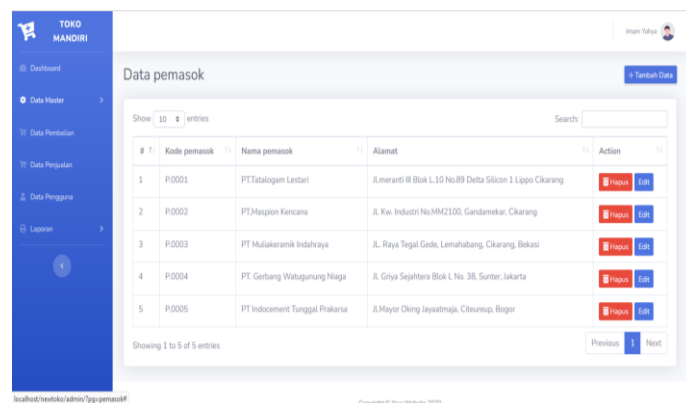 TOKO
MANDIRI
Imam Yahya
Dashboard
Data Master
Data Pembelian
Data Penjualan
Data Pengguna
Laporan
Data pemasok
+ Tambah Data
Show 10 entries
Search:
# Kode pemasok Nama pemasok Alamat Action
1 P.0001 PT.Tatalogam Lestari Jl.meranti III Blok L.10 No.89 Delta Silicon 1 Lippo Cikarang Hapus Edit
2 P.0002 PT.Maspion Kencana Jl. Kw. Industri No.MM2100, Gandamekar, Cikarang Hapus Edit
3 P.0003 PT Muliakeramik Indahraya JL. Raya Tegal Gede, Lemahabang, Cikarang, Bekasi Hapus Edit
4 P.0004 PT. Gerbang Watugunung Niaga Jl. Griya Sejahtera Blok L No. 38, Sunter, Jakarta Hapus Edit
5 P.0005 PT Indocement Tunggal Prakarsa Jl.Mayor Oking Jayaatmaja, Citeureup, Bogor Hapus Edit
Showing 1 to 5 of 5 entries
Previous 1 Next
localhost/newtoko/admin/?pg=pemasok#
Copyright © Your Website 2020